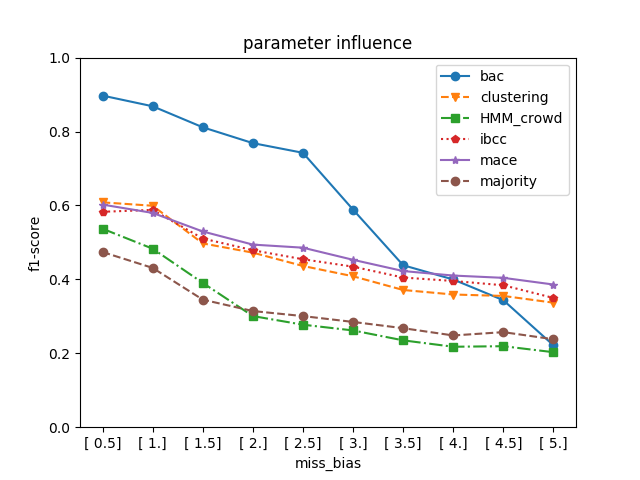 parameter influence
1.0
0.8
0.6
0.4
0.2
0.0
f1-score
bac
clustering
HMM_crowd
ibcc
mace
majority
[ 0.5] [ 1.] [ 1.5] [ 2.] [ 2.5] [ 3.] [ 3.5] [ 4.] [ 4.5] [ 5.]
miss_bias